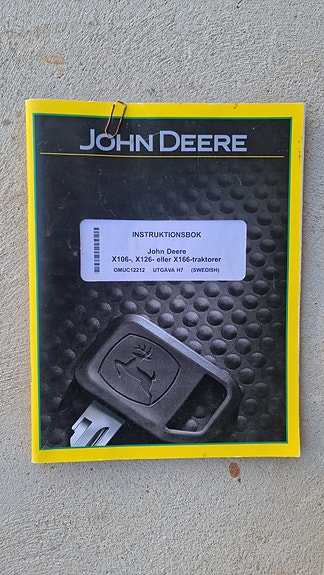 JOHN DEERE
INSTRUKTIONSBOK
John Deere
X106-, X126- eller X166-traktorer
OMUC12212 UTGÅVA H7 (SWEDISH)